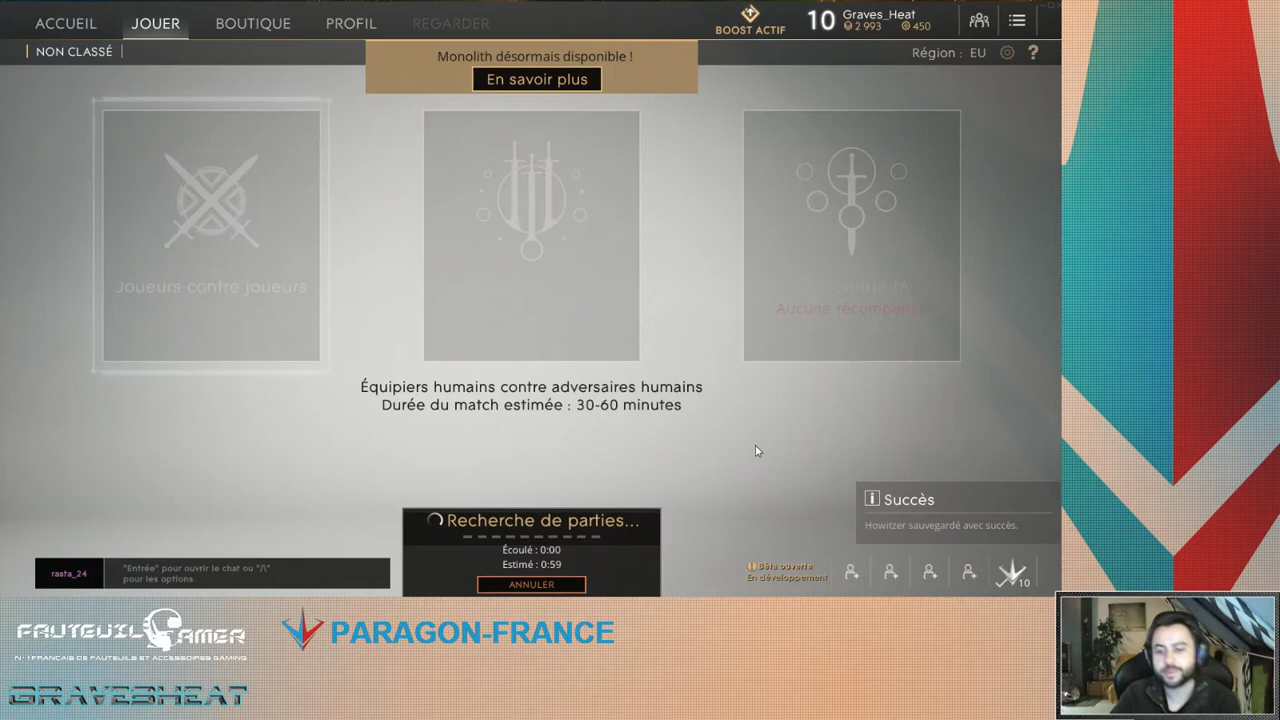 ACCUEIL JOUER BOUTIQUE PROFIL REGARDER
BOOST ACTIF
10 Graves_Heat
2 993 450
NON CLASSÉ
Région : EU
?
Monolith désormais disponible !
En savoir plus
Joueurs contre joueurs
contre IA
Aucune récompense
Équipiers humains contre adversaires humains
Durée du match estimée : 30-60 minutes
Succès
Howitzer sauvegardé avec succès.
Recherche de parties...
Écoulé : 0:00
Estimé : 0:59
ANNULER
rasta_24
"Entrée" pour ouvrir le chat ou "/\"
pour les options.
Bêta ouverte
En développement
10
FAUTEUIL GAMER
N°1 FRANCAIS DE FAUTEUILS ET ACCESSOIRES GAMING
PARAGON-FRANCE
GRAVESHEAT